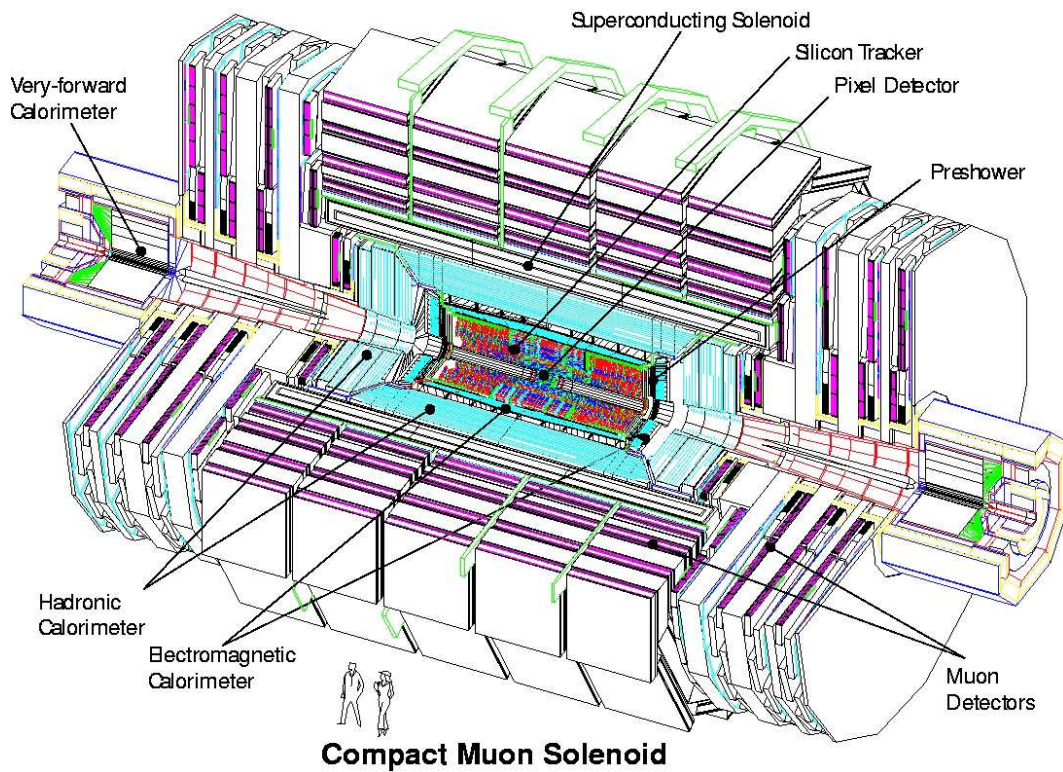 Superconducting Solenoid
Silicon Tracker
Very-forward
Calorimeter
Pixel Detector
Preshower
Hadronic
Calorimeter
Electromagnetic
Calorimeter
Muon
Detectors
Compact Muon Solenoid